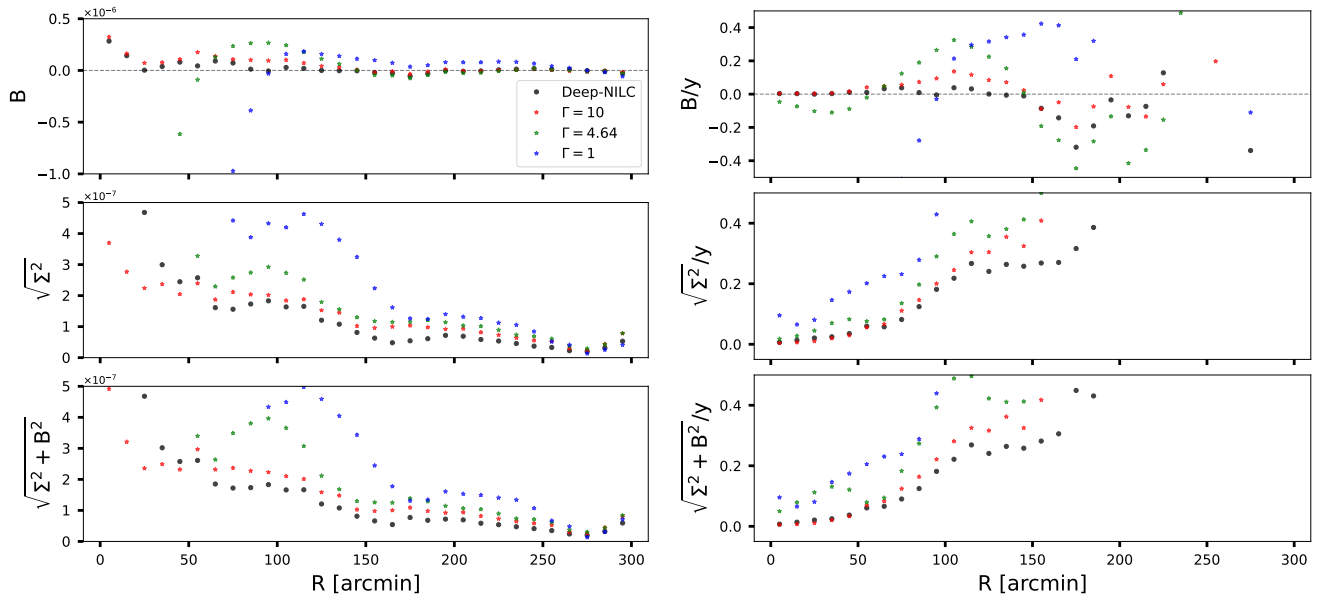 ×10⁻⁶
0.5
0.0
−0.5
−1.0
B
Deep-NILC
Γ = 10
Γ = 4.64
Γ = 1
0.4
0.2
0.0
−0.2
−0.4
B/y
×10⁻⁷
5
4
3
2
1
0
√Σ²
0.4
0.2
0.0
√Σ²/y
×10⁻⁷
5
4
3
2
1
0
√Σ² + B²
0 50 100 150 200 250 300
R [arcmin]
0.4
0.2
0.0
√Σ² + B²/y
0 50 100 150 200 250 300
R [arcmin]